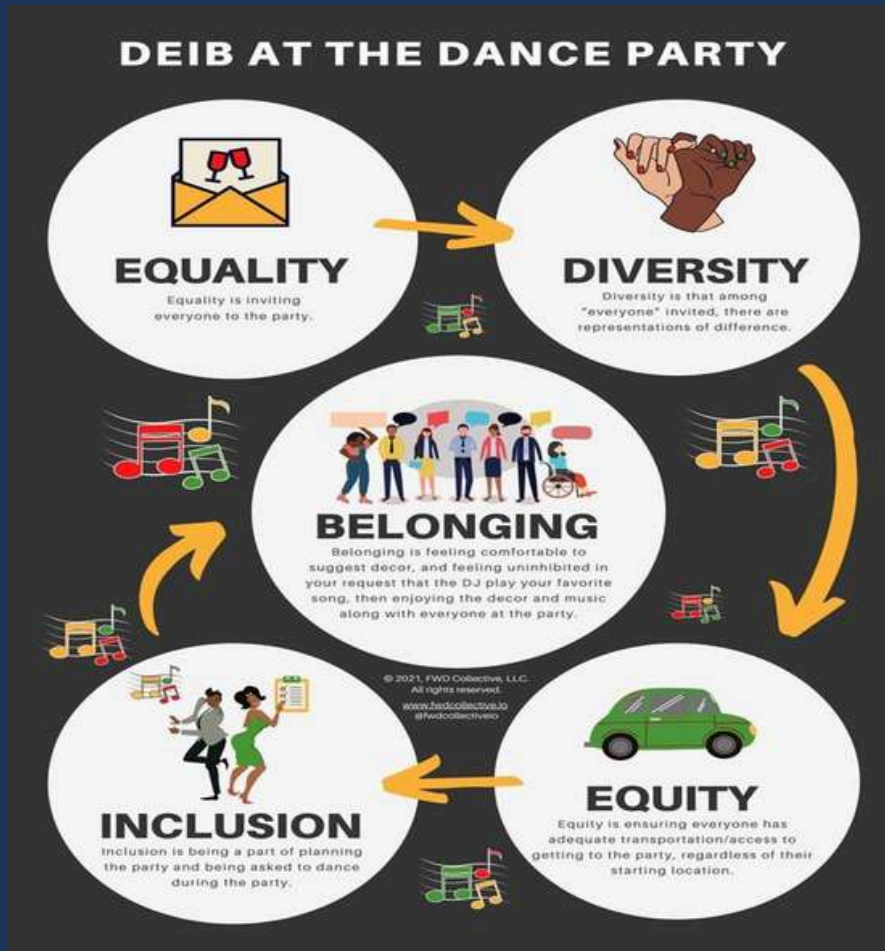 DEIB AT THE DANCE PARTY
EQUALITY
Equality is inviting
everyone to the party.
DIVERSITY
Diversity is that among
"everyone" invited, there are
representations of difference.
BELONGING
Belonging is feeling comfortable to
suggest decor, and feeling uninhibited in
your request that the DJ play your favorite
song, then enjoying the decor and music
along with everyone at the party.
© 2021, FWD Collective, LLC.
All rights reserved.
www.fwdcollective.io
@fwdcollectiveio
EQUITY
Equity is ensuring everyone has
adequate transportation/access to
getting to the party, regardless of their
starting location.
INCLUSION
Inclusion is being a part of planning
the party and being asked to dance
during the party.